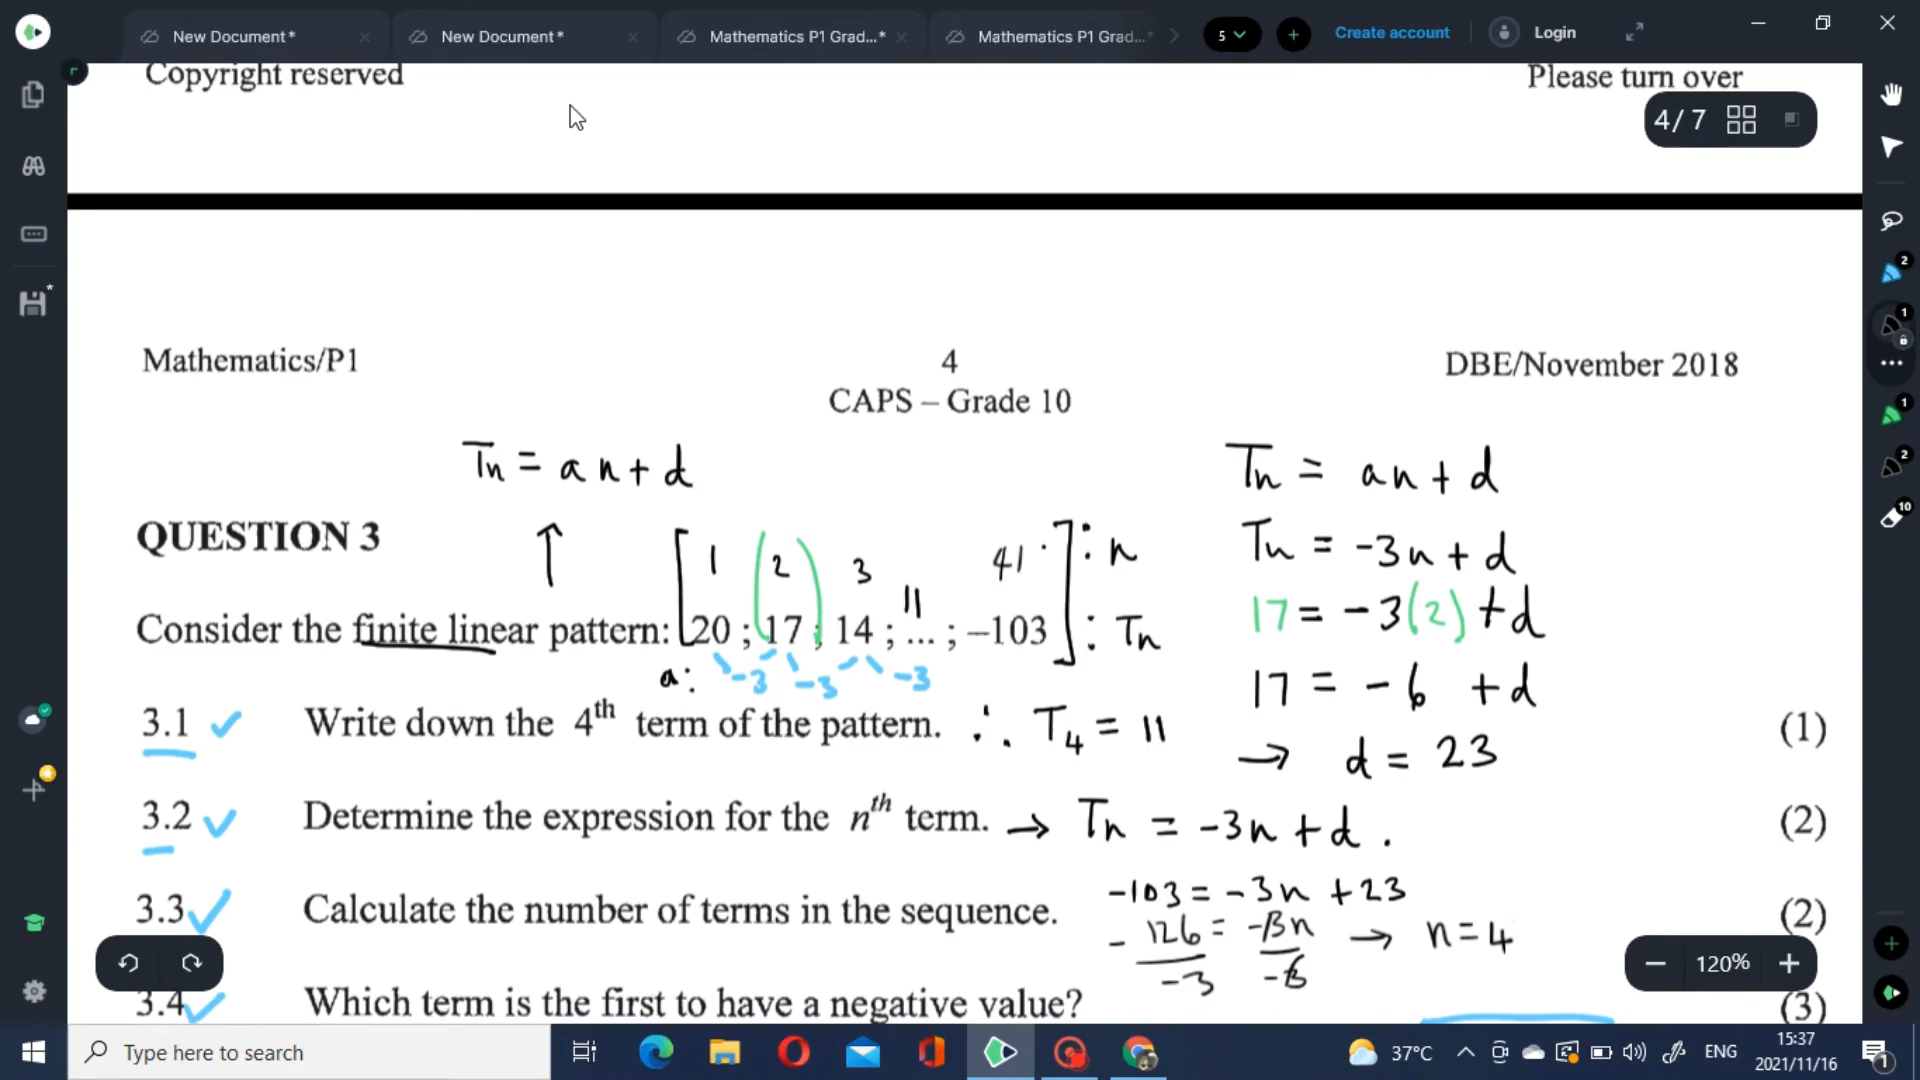 New Document*
New Document*
Mathematics P1 Grad...*
Mathematics P1 Grad...*
5
Create account
Login
Copyright reserved
Please turn over
4/ 7
Mathematics/P1
4
DBE/November 2018
CAPS – Grade 10
Tn = an + d
Tn = an + d
QUESTION 3
1 2 3 41 : n
Tn = -3n + d
11
Consider the finite linear pattern: 20 ; 17 ; 14 ; ... ; –103 : Tn
17 = -3(2) + d
a: -3 -3 -3
17 = -6 + d
3.1 Write down the 4th term of the pattern. ∴ T4 = 11 (1)
→ d = 23
3.2 Determine the expression for the nth term. → Tn = -3n + d . (2)
-103 = -3n + 23
3.3 Calculate the number of terms in the sequence. (2)
-126 = -3n → n = 4
-3
120%
3.4 Which term is the first to have a negative value? (3)
Type here to search
37°C
ENG
15:37
2021/11/16
1